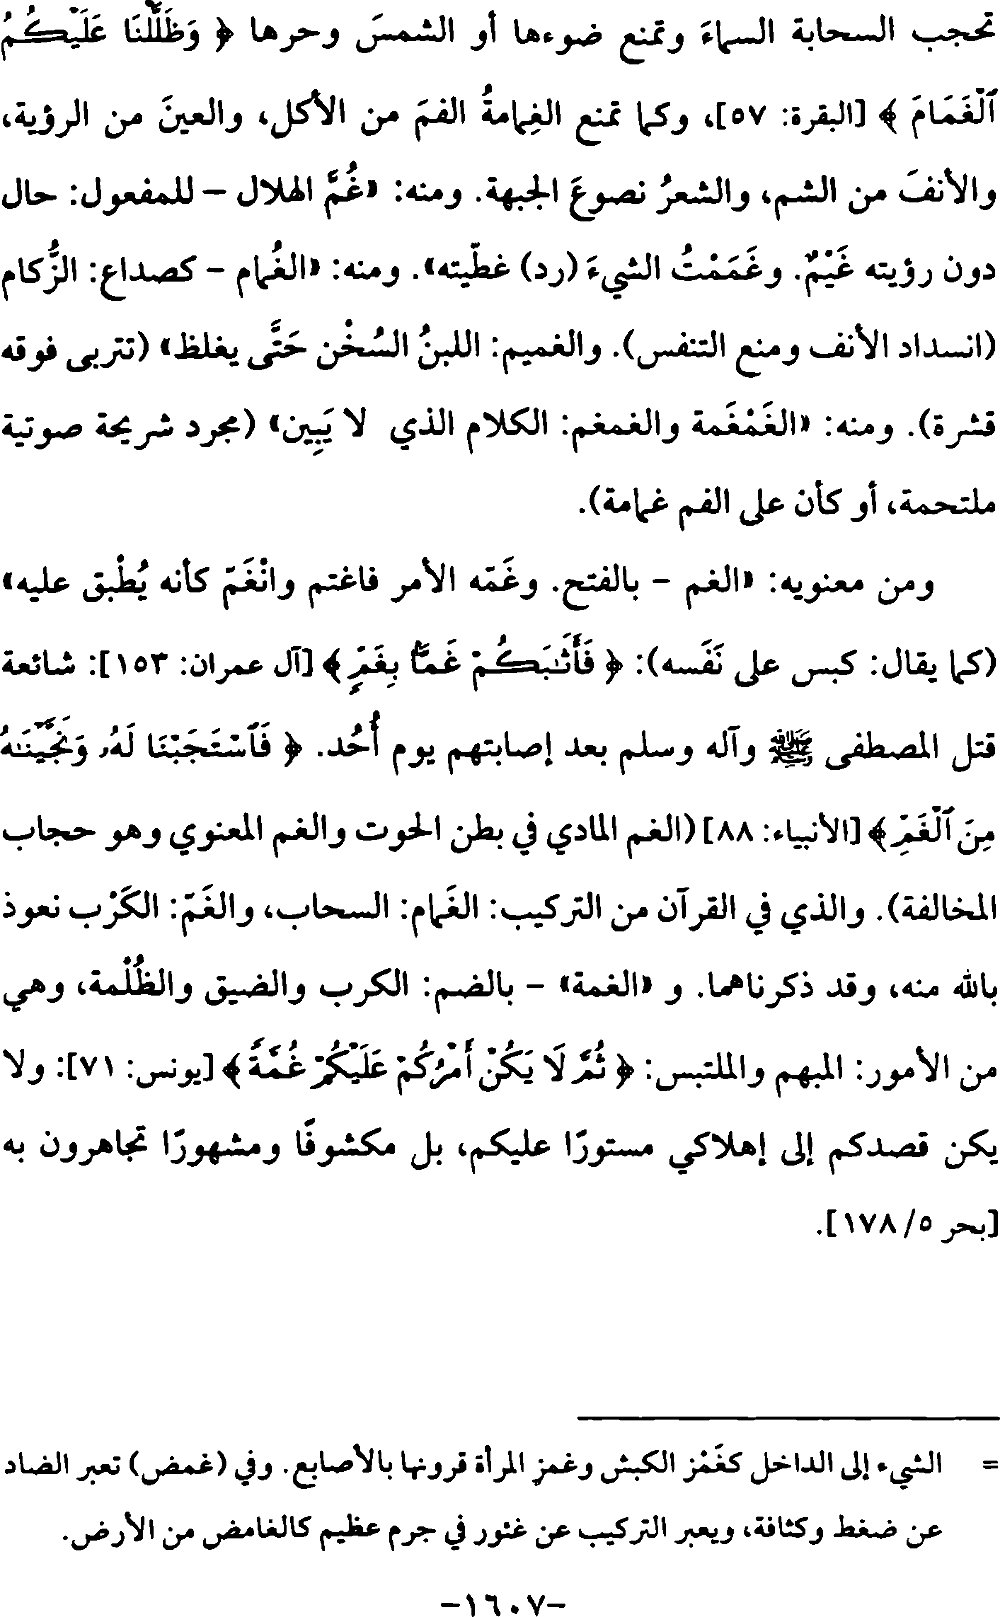 تحجب السحابة السماءَ وتمنع ضوءها أو الشمسَ وحرها ﴿ وَظَلَّلْنَا عَلَيْكُمُ
ٱلْغَمَامَ ﴾ [البقرة: ٥٧]، وكما تمنع الغِمامةُ الفمَ من الأكل، والعينَ من الرؤية،
والأنفَ من الشم، والشعرُ نصوعَ الجبهة. ومنه: «غُمَّ الهلال – للمفعول: حال
دون رؤيته غَيْمٌ. وغَمَمْتُ الشيءَ (رد) غطّيته». ومنه: «الغُمام – كصداع: الزُّكام
(انسداد الأنف ومنع التنفس). والغميم: اللبنُ السُخْن حَتَّى يغلظ» (تتربى فوقه
قشرة). ومنه: «الغَمْغَمة والغمغم: الكلام الذي لا يَبِين» (مجرد شريحة صوتية
ملتحمة، أو كأن على الفم غمامة).
ومن معنويه: «الغم – بالفتح. وغَمّه الأمر فاغتم وانْغَمّ كأنه يُطْبق عليه»
(كما يقال: كبس على نَفَسه): ﴿ فَأَثَٰبَكُمْ غَمًّۢا بِغَمٍّ ﴾ [آل عمران: ١٥٣]: شائعة
قتل المصطفى ﷺ وآله وسلم بعد إصابتهم يوم أُحُد. ﴿ فَٱسْتَجَبْنَا لَهُۥ وَنَجَّيْنَٰهُ
مِنَ ٱلْغَمِّ ﴾ [الأنبياء: ٨٨] (الغم المادي في بطن الحوت والغم المعنوي وهو حجاب
المخالفة). والذي في القرآن من التركيب: الغَمام: السحاب، والغَمّ: الكَرْب نعوذ
بالله منه، وقد ذكرناهما. و «الغمة» – بالضم: الكرب والضيق والظُلْمة، وهي
من الأمور: المبهم والملتبس: ﴿ ثُمَّ لَا يَكُنْ أَمْرُكُمْ عَلَيْكُمْ غُمَّةً ﴾ [يونس: ٧١]: ولا
يكن قصدكم إلى إهلاكي مستورًا عليكم، بل مكشوفًا ومشهورًا تجاهرون به
[بحر ٥/ ١٧٨].
= الشيء إلى الداخل كغَمْز الكبش وغمزِ المرأة قرونها بالأصابع. وفي (غمض) تعبر الضاد
عن ضغط وكثافة، ويعبر التركيب عن غئور في جرم عظيم كالغامض من الأرض.
-١٦٠٧-